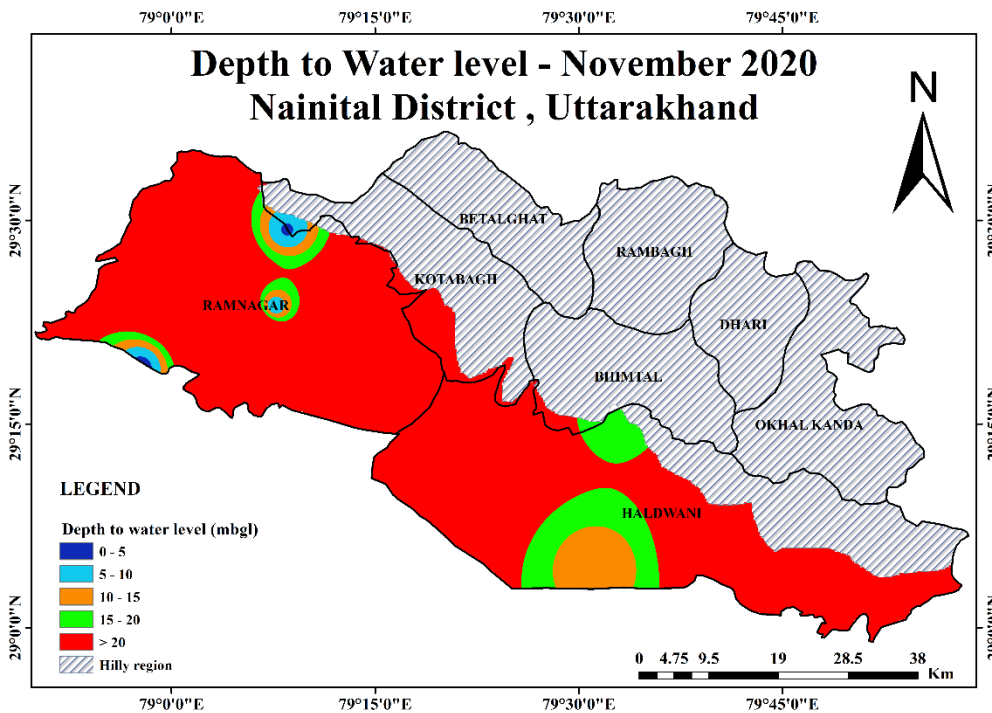 79°0'0"E 79°15'0"E 79°30'0"E 79°45'0"E
Depth to Water level - November 2020
Nainital District , Uttarakhand
N
29°30'0"N
29°30'0"N
BETALGHAT
RAMBAGH
KOTABAGH
RAMNAGAR
DHARI
BHIMTAL
29°15'0"N
29°15'0"N
OKHAL KANDA
HALDWANI
LEGEND
Depth to water level (mbgl)
0 - 5
5 - 10
10 - 15
15 - 20
> 20
Hilly region
29°0'0"N
29°0'0"N
0 4.75 9.5 19 28.5 38
Km
79°0'0"E 79°15'0"E 79°30'0"E 79°45'0"E